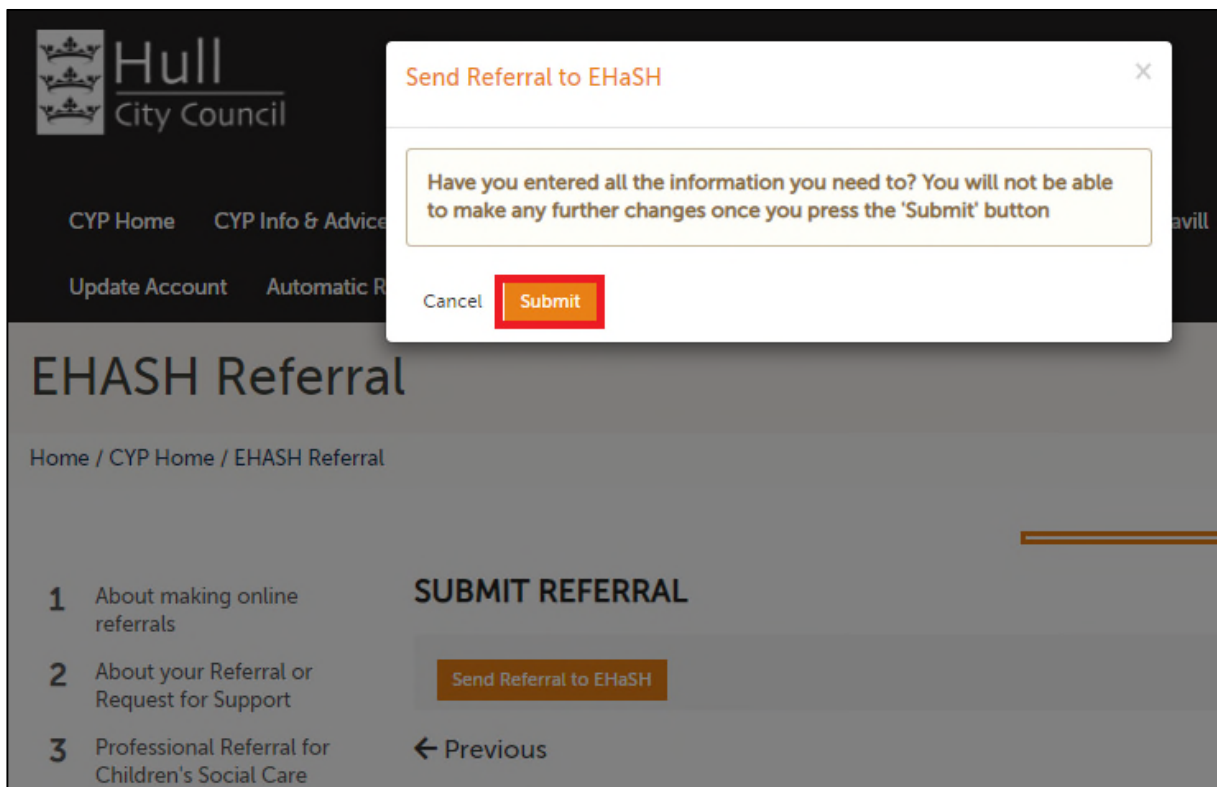 Hull
City Council
Send Referral to EHaSH
×
Have you entered all the information you need to? You will not be able
to make any further changes once you press the 'Submit' button
Cancel Submit
CYP Home CYP Info & Advice avill
Update Account Automatic R
EHASH Referral
Home / CYP Home / EHASH Referral
1 About making online
referrals
2 About your Referral or
Request for Support
3 Professional Referral for
Children's Social Care
SUBMIT REFERRAL
Send Referral to EHaSH
← Previous